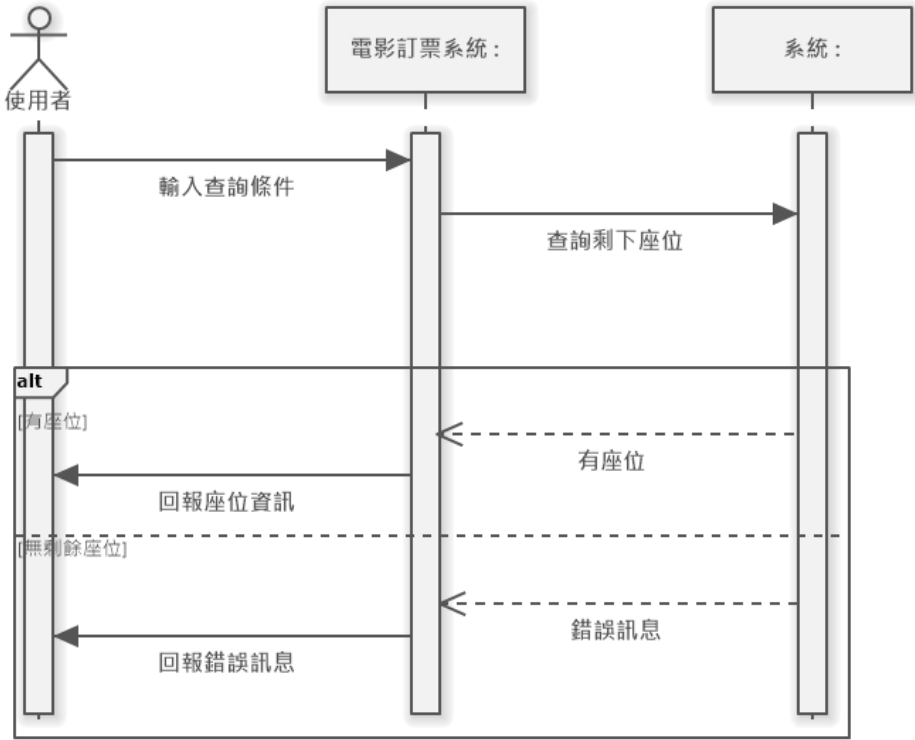 使用者
電影訂票系統 :
系統 :
輸入查詢條件
查詢剩下座位
alt
[有座位]
有座位
回報座位資訊
[無剩餘座位]
錯誤訊息
回報錯誤訊息